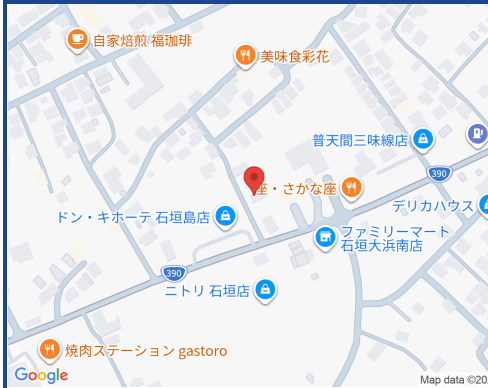 自家焙煎 福珈琲
美味食彩花
普天間三味線店
390
座・さかな座
デリカハウス
ドン・キホーテ 石垣島店
ファミリーマート
石垣大浜南店
390
ニトリ 石垣店
焼肉ステーション gastoro
Google
Map data ©20